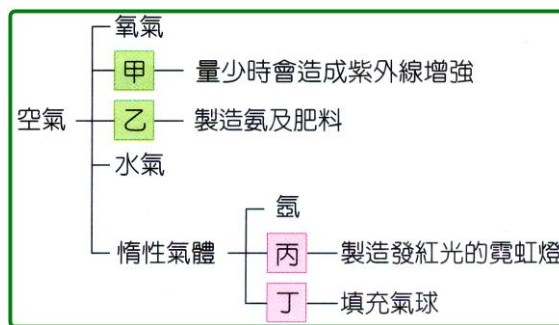 氧氣
甲 量少時會造成紫外線增強
空氣 乙 製造氨及肥料
水氣
氬
惰性氣體 丙 製造發紅光的霓虹燈
丁 填充氣球